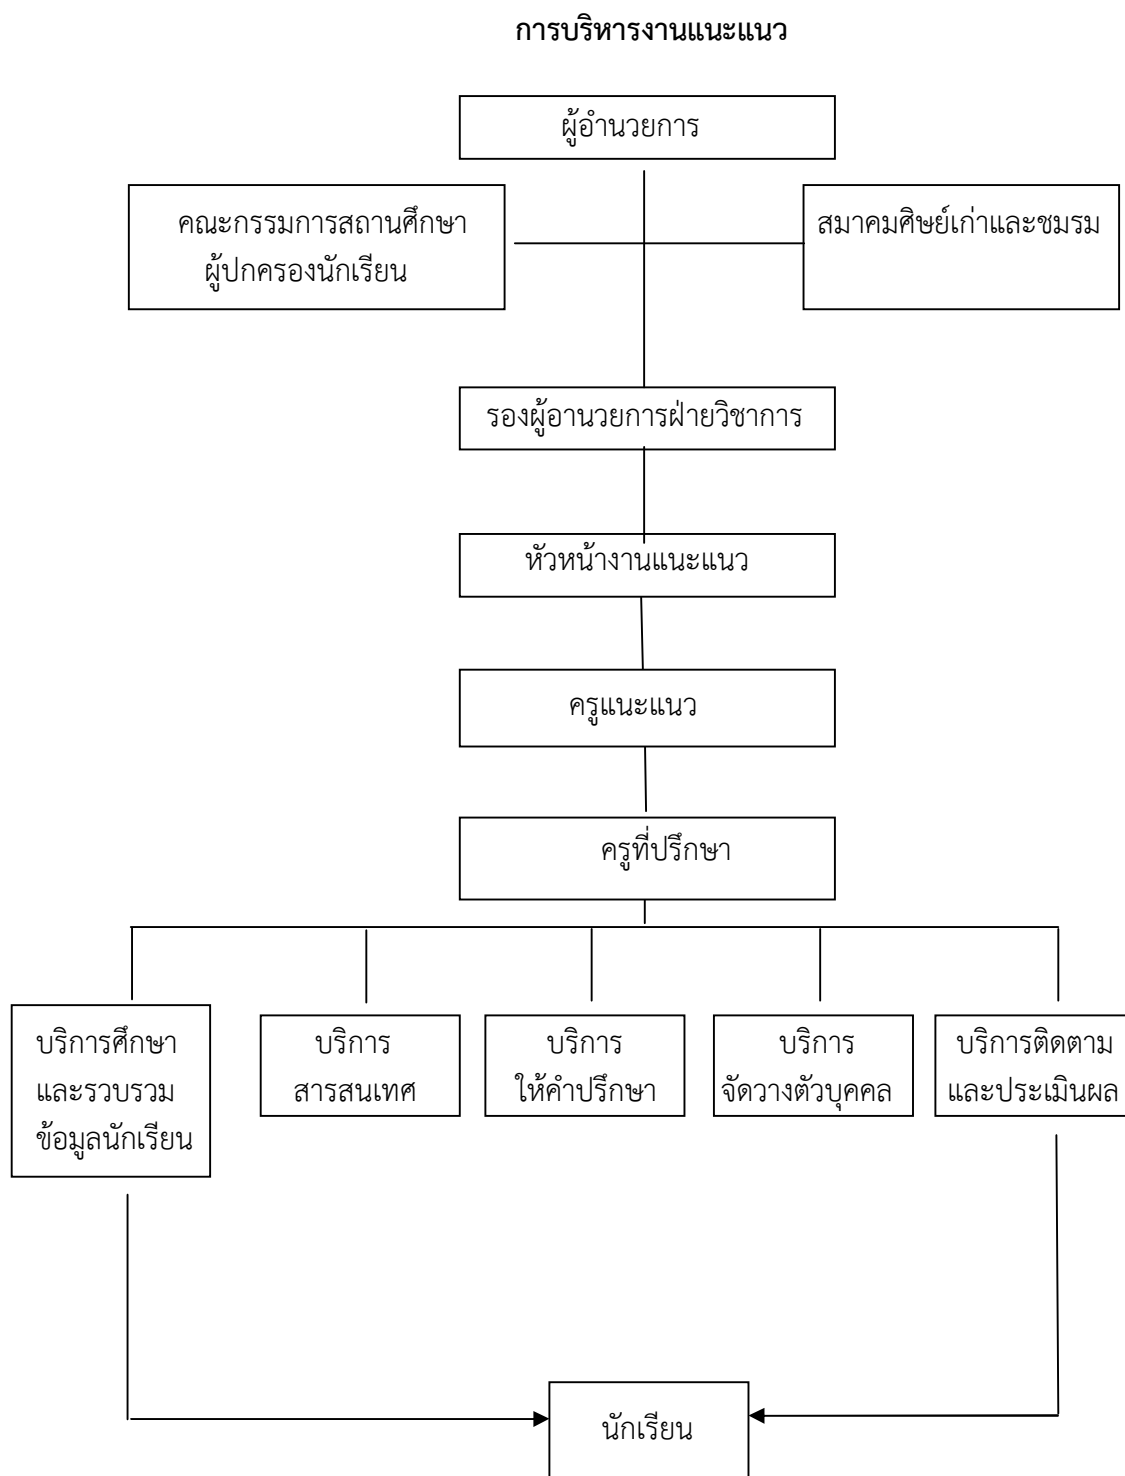 การบริหารงานแนะแนว
ผู้อำนวยการ
คณะกรรมการสถานศึกษา
ผู้ปกครองนักเรียน
สมาคมศิษย์เก่าและชมรม
รองผู้อานวยการฝ่ายวิชาการ
หัวหน้างานแนะแนว
ครูแนะแนว
ครูที่ปรึกษา
บริการศึกษา
และรวบรวม
ข้อมูลนักเรียน
บริการ
สารสนเทศ
บริการ
ให้คำปรึกษา
บริการ
จัดวางตัวบุคคล
บริการติดตาม
และประเมินผล
นักเรียน